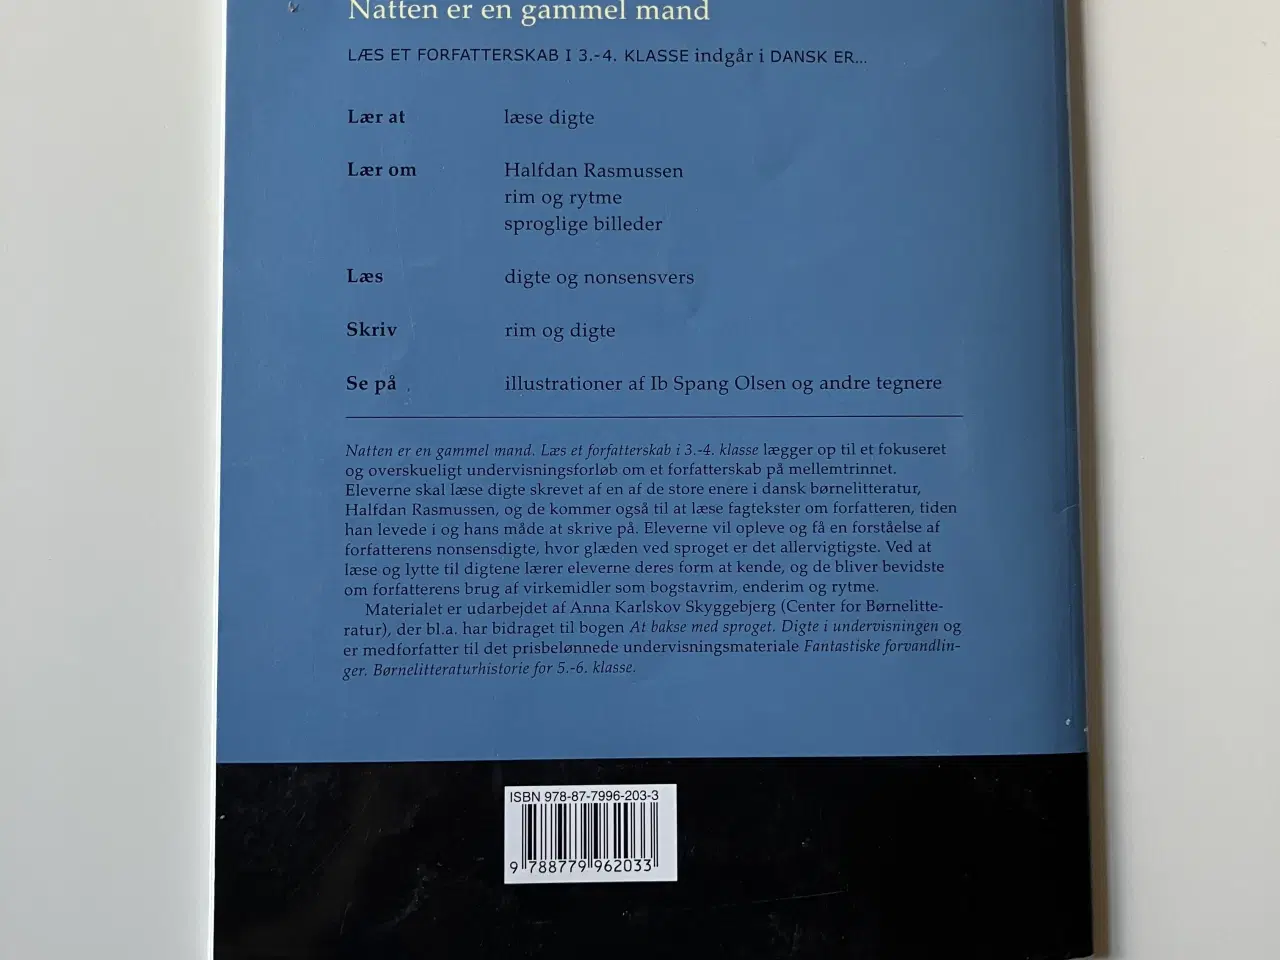 Natten er en gammel mand
LÆS ET FORFATTERSKAB I 3.-4. KLASSE indgår i DANSK ER...
Lær at læse digte
Lær om Halfdan Rasmussen
rim og rytme
sproglige billeder
Læs digte og nonsensvers
Skriv rim og digte
Se på illustrationer af Ib Spang Olsen og andre tegnere
Natten er en gammel mand. Læs et forfatterskab i 3.-4. klasse lægger op til et fokuseret
og overskueligt undervisningsforløb om et forfatterskab på mellemtrinnet.
Eleverne skal læse digte skrevet af en af de store enere i dansk børnelitteratur,
Halfdan Rasmussen, og de kommer også til at læse fagtekster om forfatteren, tiden
han levede i og hans måde at skrive på. Eleverne vil opleve og få en forståelse af
forfatterens nonsensdigte, hvor glæden ved sproget er det allervigtigste. Ved at
læse og lytte til digtene lærer eleverne deres form at kende, og de bliver bevidste
om forfatterens brug af virkemidler som bogstavrim, enderim og rytme.
Materialet er udarbejdet af Anna Karlskov Skyggebjerg (Center for Børnelitte-
ratur), der bl.a. har bidraget til bogen At bakse med sproget. Digte i undervisningen og
er medforfatter til det prisbelønnede undervisningsmateriale Fantastiske forvandlin-
ger. Børnelitteraturhistorie for 5.-6. klasse.
ISBN 978-87-7996-203-3
9 788779 962033